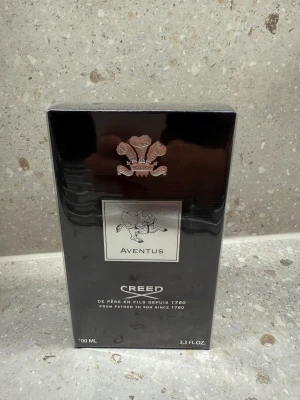 AVENTUS
CREED
DE PÈRE EN FILS DEPUIS 1760
FROM FATHER TO SON SINCE 1760
100 ML 3.3 FL.OZ.